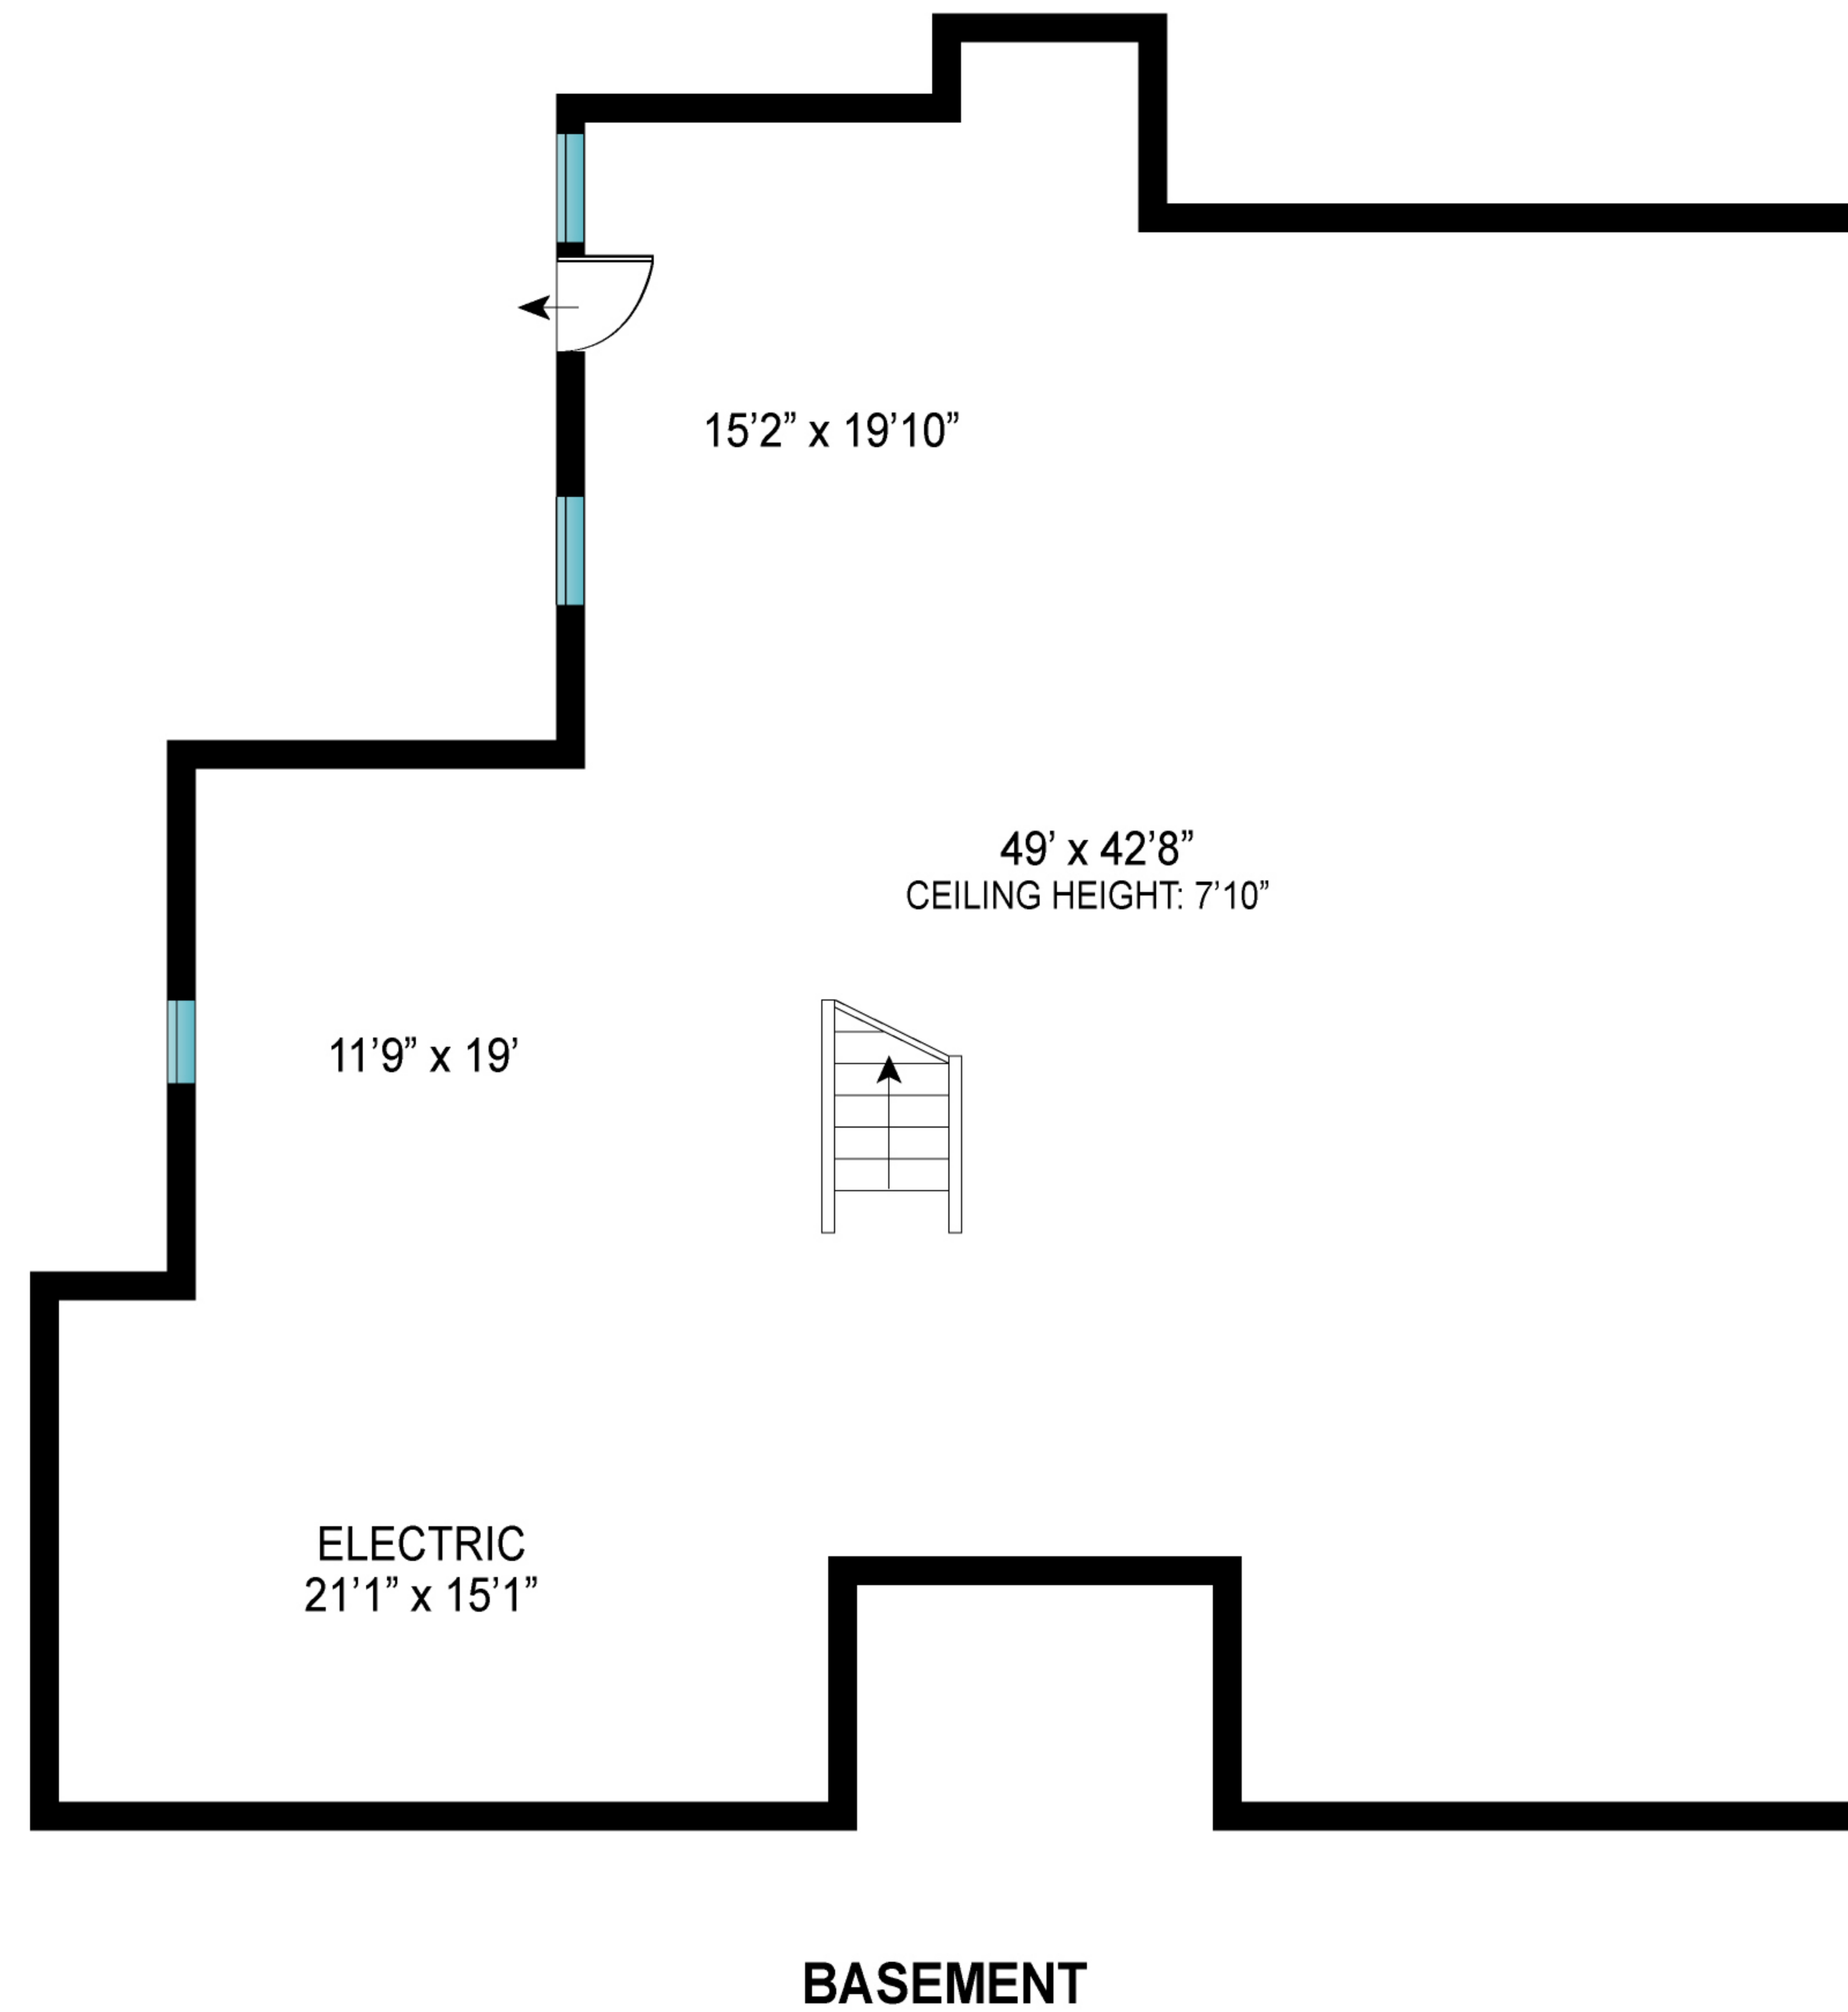 15’2” x 19’10”
49’ x 42’8”
CEILING HEIGHT: 7’10”
11’9” x 19’
ELECTRIC
21’1” x 15’1”
BASEMENT